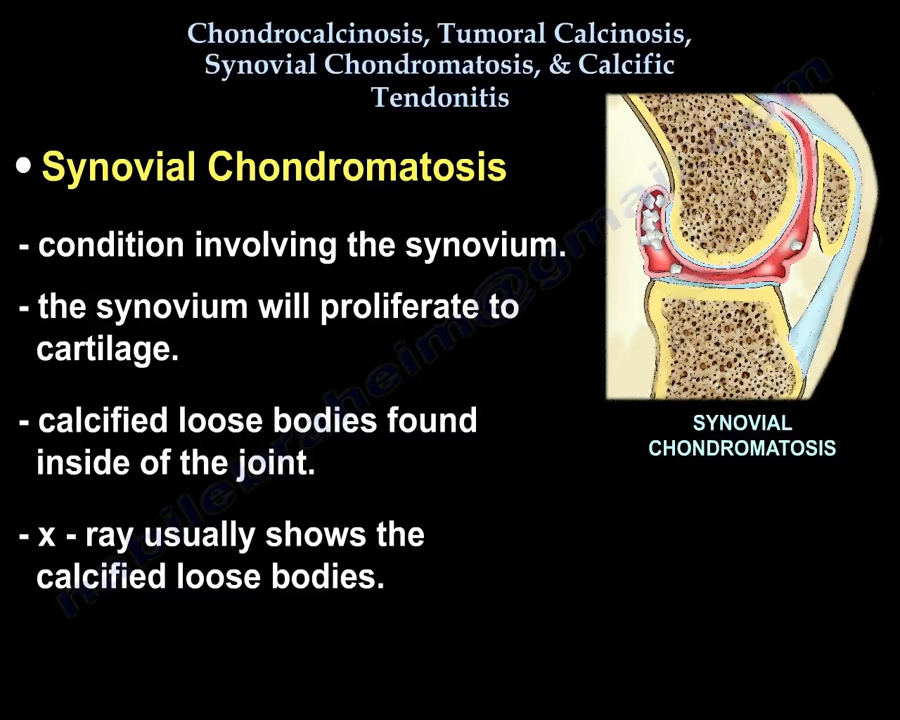 Chondrocalcinosis, Tumoral Calcinosis,
Synovial Chondromatosis, & Calcific
Tendonitis
• Synovial Chondromatosis
- condition involving the synovium.
- the synovium will proliferate to
cartilage.
- calcified loose bodies found
inside of the joint.
- x - ray usually shows the
calcified loose bodies.
SYNOVIAL
CHONDROMATOSIS